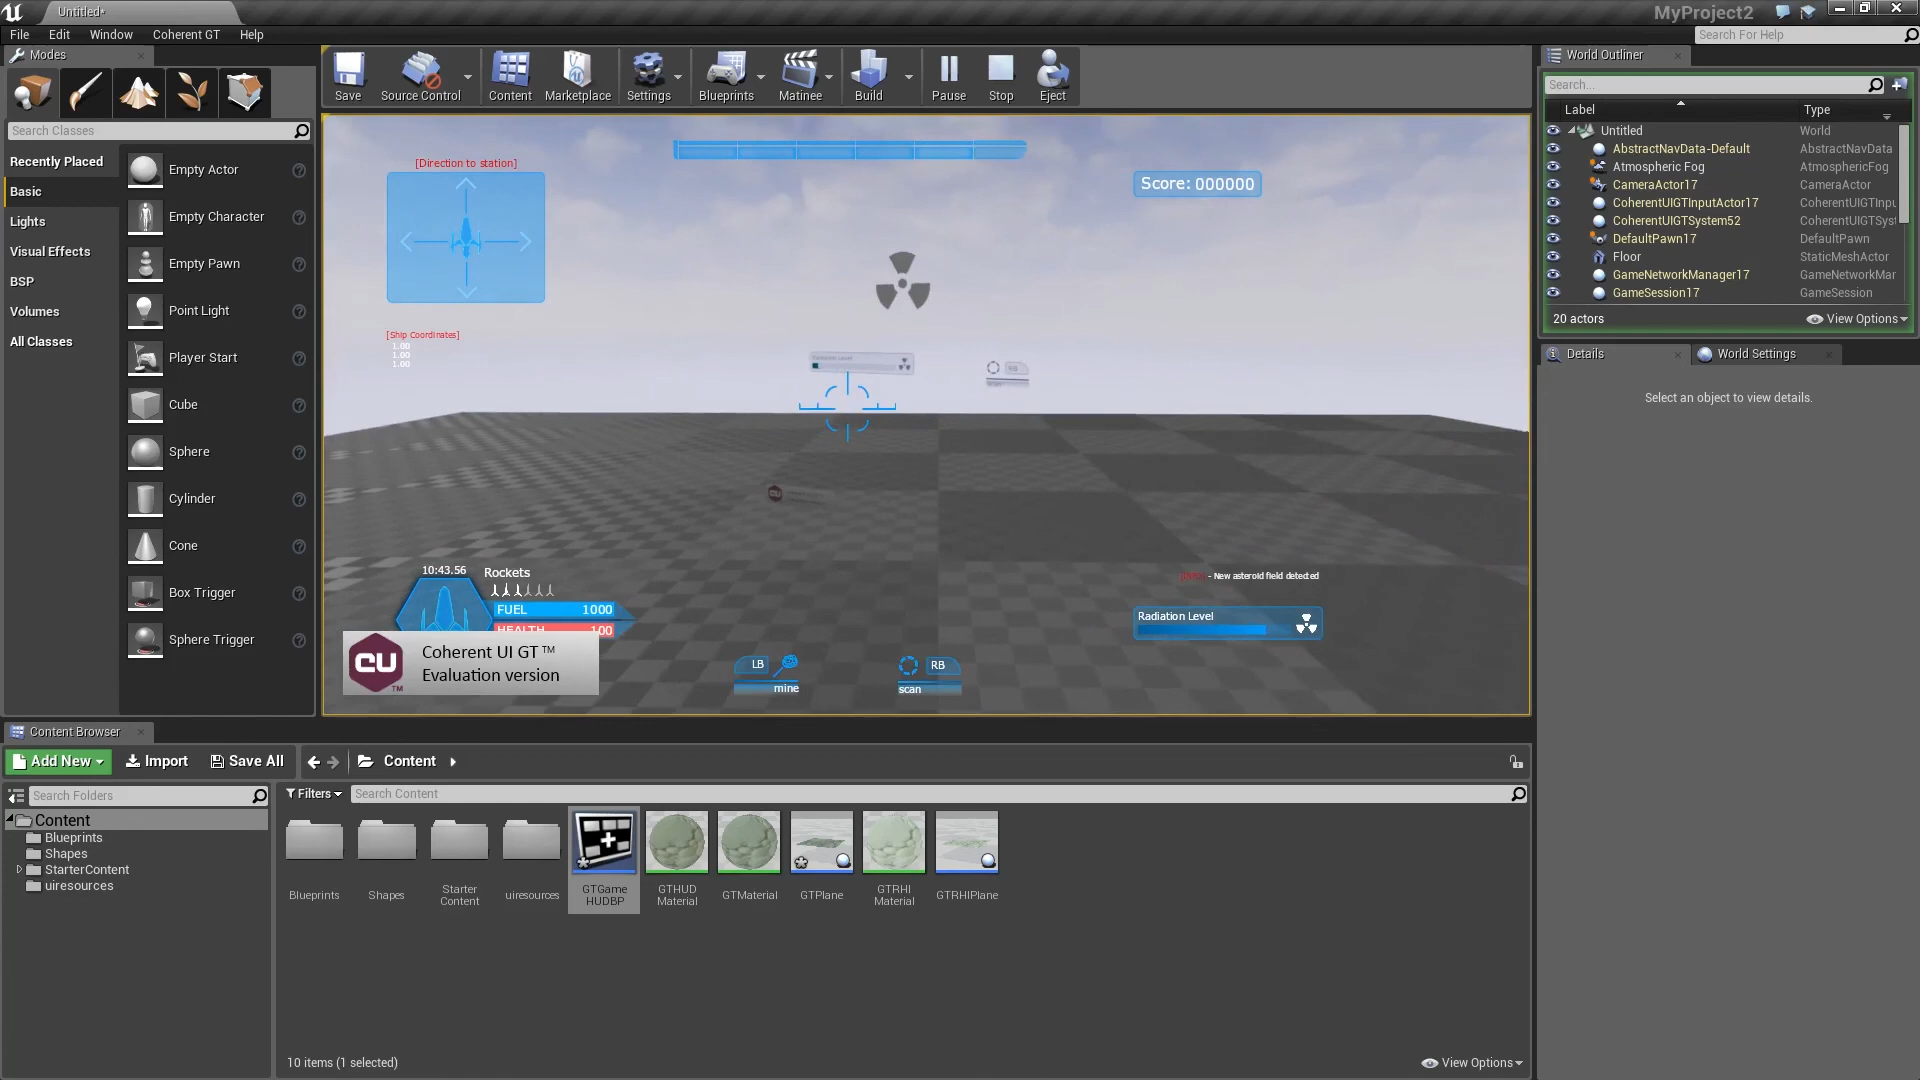 Untitled*
MyProject2
File Edit Window Coherent GT Help
Search For Help
Modes
Search Classes
Recently Placed
Basic
Lights
Visual Effects
BSP
Volumes
All Classes
Empty Actor
Empty Character
Empty Pawn
Point Light
Player Start
Cube
Sphere
Cylinder
Cone
Box Trigger
Sphere Trigger
Save Source Control Content Marketplace Settings Blueprints Matinee Build Pause Stop Eject
[Direction to station]
Score: 000000
[Ship Coordinates]
1.00
1.00
1.00
RB
10:43.56
Rockets
FUEL 1000
HEALTH 100
CU
TM
Coherent UI GT™
Evaluation version
LB
mine
RB
scan
- New asteroid field detected
Radiation Level
World Outliner
Search...
Label Type
Untitled World
AbstractNavData-Default AbstractNavData
Atmospheric Fog AtmosphericFog
CameraActor17 CameraActor
CoherentUIGTInputActor17 CoherentUIGTInpu
CoherentUIGTSystem52 CoherentUIGTSyst
DefaultPawn17 DefaultPawn
Floor StaticMeshActor
GameNetworkManager17 GameNetworkMar
GameSession17 GameSession
20 actors
View Options
Details
World Settings
Select an object to view details.
Content Browser
Add New Import Save All Content
Search Folders
Filters
Search Content
Content
Blueprints
Shapes
StarterContent
uiresources
Blueprints
Shapes
Starter
Content
uiresources
GTGame
HUDBP
GTHUD
Material
GTMaterial
GTPlane
GTRHI
Material
GTRHIPlane
10 items (1 selected)
View Options